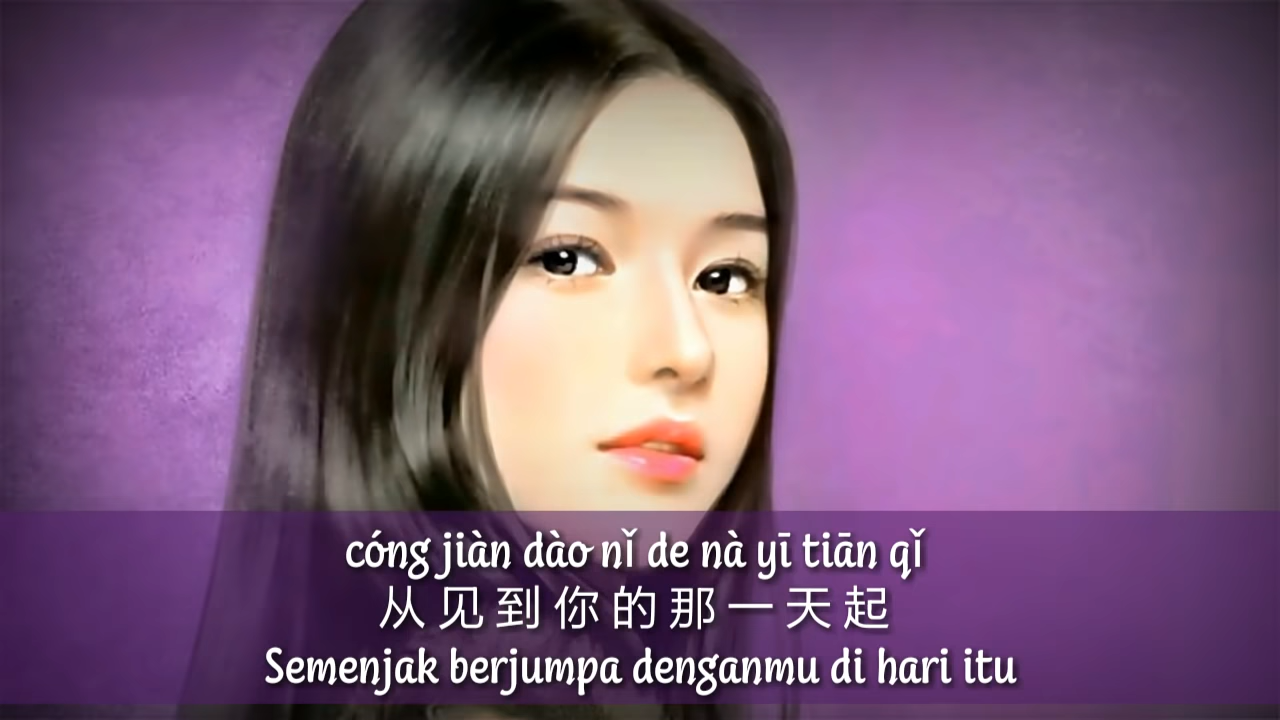 cóng jiàn dào nǐ de nà yī tiān qǐ
从见到你的那一天起
Semenjak berjumpa denganmu di hari itu